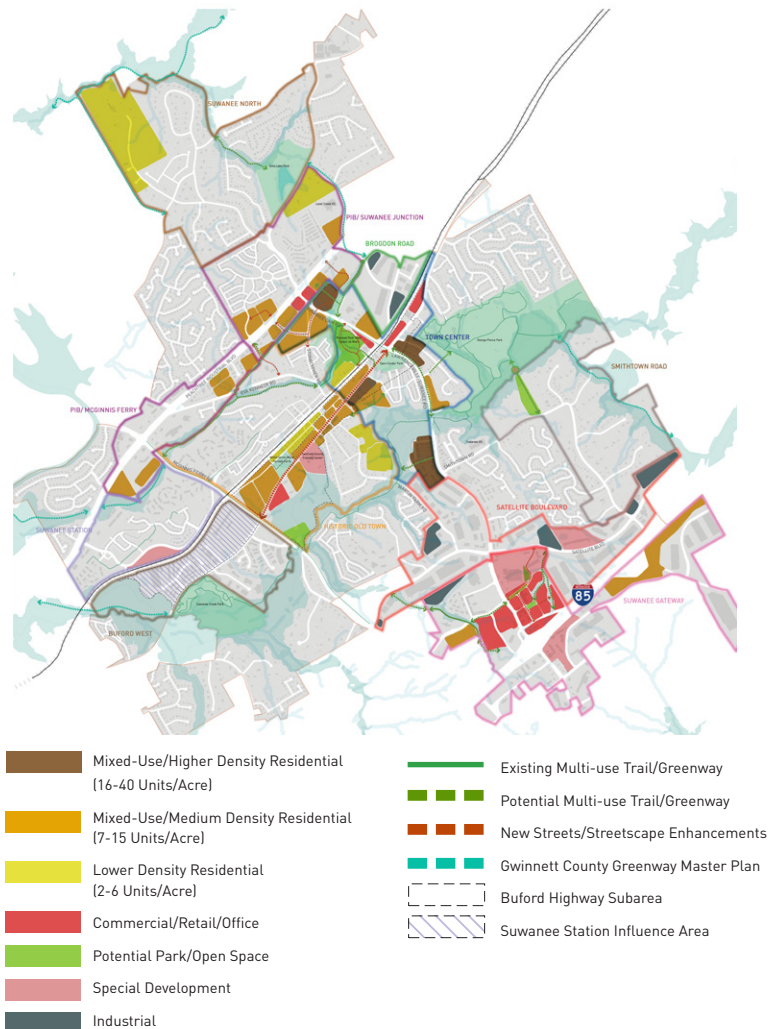 SUWANEE NORTH
PIB/ SUWANEE JUNCTION
BROGDON ROAD
TOWN CENTER
SMITHTOWN ROAD
PIB/ MCGINNIS FERRY
SUWANEE STATION
HISTORIC/OLD TOWN
SATELLITE BOULEVARD
SATELLITE BLVD
INTERSTATE
85
SUWANEE GATEWAY
BUFORD WEST
Mixed-Use/Higher Density Residential
(16-40 Units/Acre)
Mixed-Use/Medium Density Residential
(7-15 Units/Acre)
Lower Density Residential
(2-6 Units/Acre)
Commercial/Retail/Office
Potential Park/Open Space
Special Development
Industrial
Existing Multi-use Trail/Greenway
Potential Multi-use Trail/Greenway
New Streets/Streetscape Enhancements
Gwinnett County Greenway Master Plan
Buford Highway Subarea
Suwanee Station Influence Area